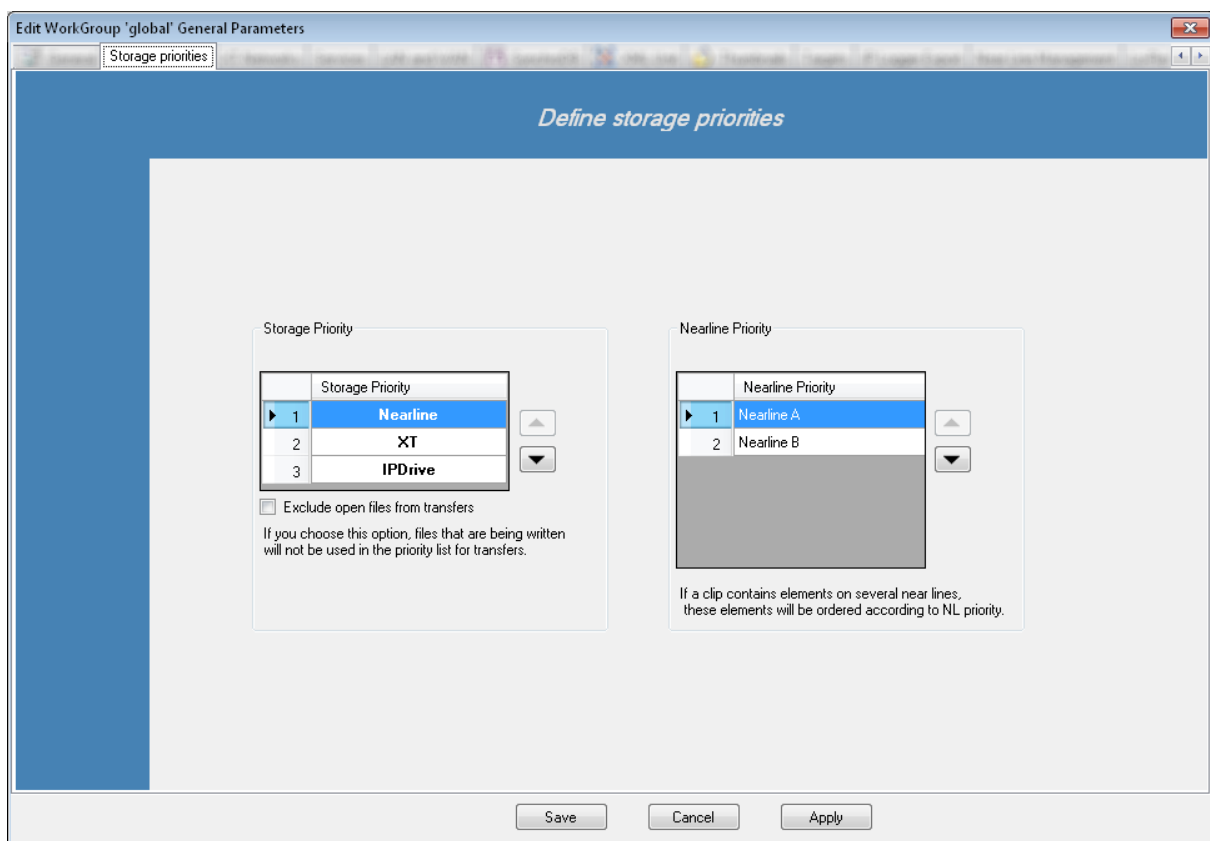 Edit WorkGroup 'global' General Parameters
Storage priorities
Define storage priorities
Storage Priority
Storage Priority
1 Nearline
2 XT
3 IPDrive
Exclude open files from transfers
If you choose this option, files that are being written
will not be used in the priority list for transfers.
Nearline Priority
Nearline Priority
1 Nearline A
2 Nearline B
If a clip contains elements on several near lines,
these elements will be ordered according to NL priority.
Save Cancel Apply